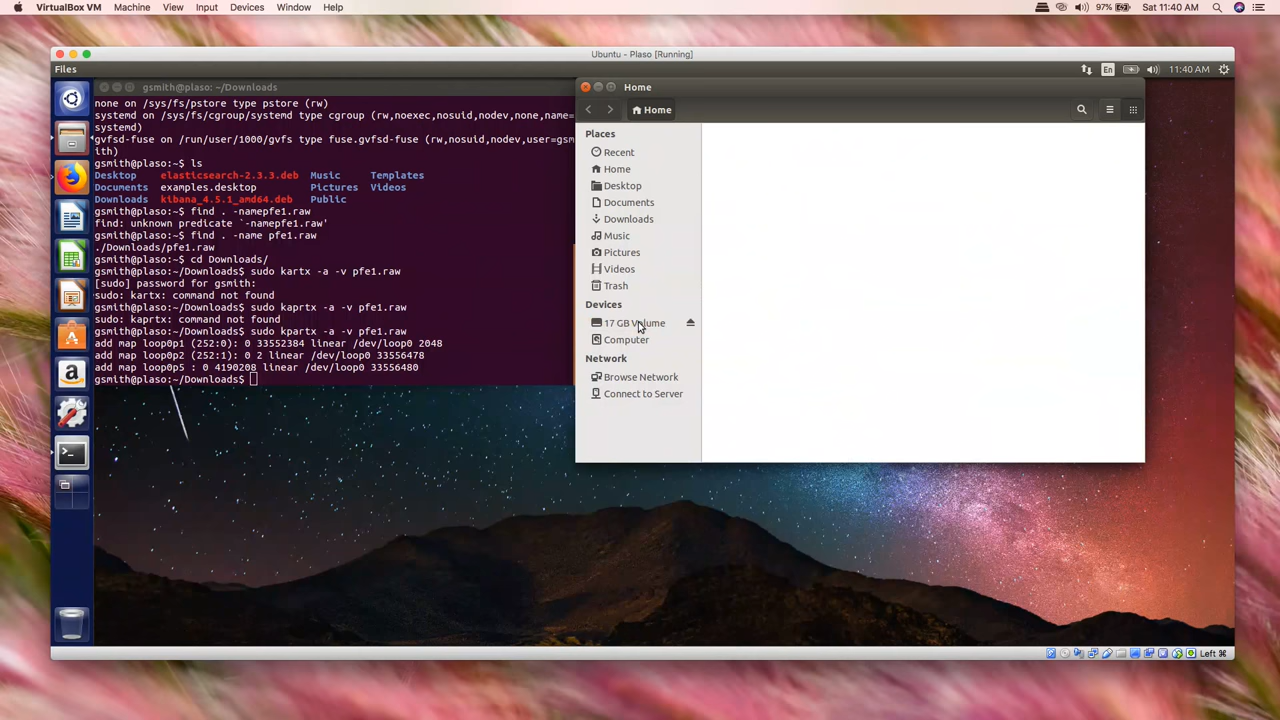 VirtualBox VM Machine View Input Devices Window Help 97% Sat 11:40 AM
Ubuntu - Plaso [Running]
Files En 11:40 AM
gsmith@plaso: ~/Downloads
none on /sys/fs/pstore type pstore (rw)
systemd on /sys/fs/cgroup/systemd type cgroup (rw,noexec,nosuid,nodev,none,name=
systemd)
gvfsd-fuse on /run/user/1000/gvfs type fuse.gvfsd-fuse (rw,nosuid,nodev,user=gsm
ith)
gsmith@plaso:~$ ls
Desktop elasticsearch-2.3.3.deb Music Templates
Documents examples.desktop Pictures Videos
Downloads kibana_4.5.1_amd64.deb Public
gsmith@plaso:~$ find . -namepfe1.raw
find: unknown predicate `-namepfe1.raw'
gsmith@plaso:~$ find . -name pfe1.raw
./Downloads/pfe1.raw
gsmith@plaso:~$ cd Downloads/
gsmith@plaso:~/Downloads$ sudo kartx -a -v pfe1.raw
[sudo] password for gsmith:
sudo: kartx: command not found
gsmith@plaso:~/Downloads$ sudo kaprtx -a -v pfe1.raw
sudo: kaprtx: command not found
gsmith@plaso:~/Downloads$ sudo kpartx -a -v pfe1.raw
add map loop0p1 (252:0): 0 33552384 linear /dev/loop0 2048
add map loop0p2 (252:1): 0 2 linear /dev/loop0 33556478
add map loop0p5 : 0 4190208 linear /dev/loop0 33556480
gsmith@plaso:~/Downloads$
Home
Home
Places
Recent
Home
Desktop
Documents
Downloads
Music
Pictures
Videos
Trash
Devices
17 GB Volume
Computer
Network
Browse Network
Connect to Server
Left ⌘